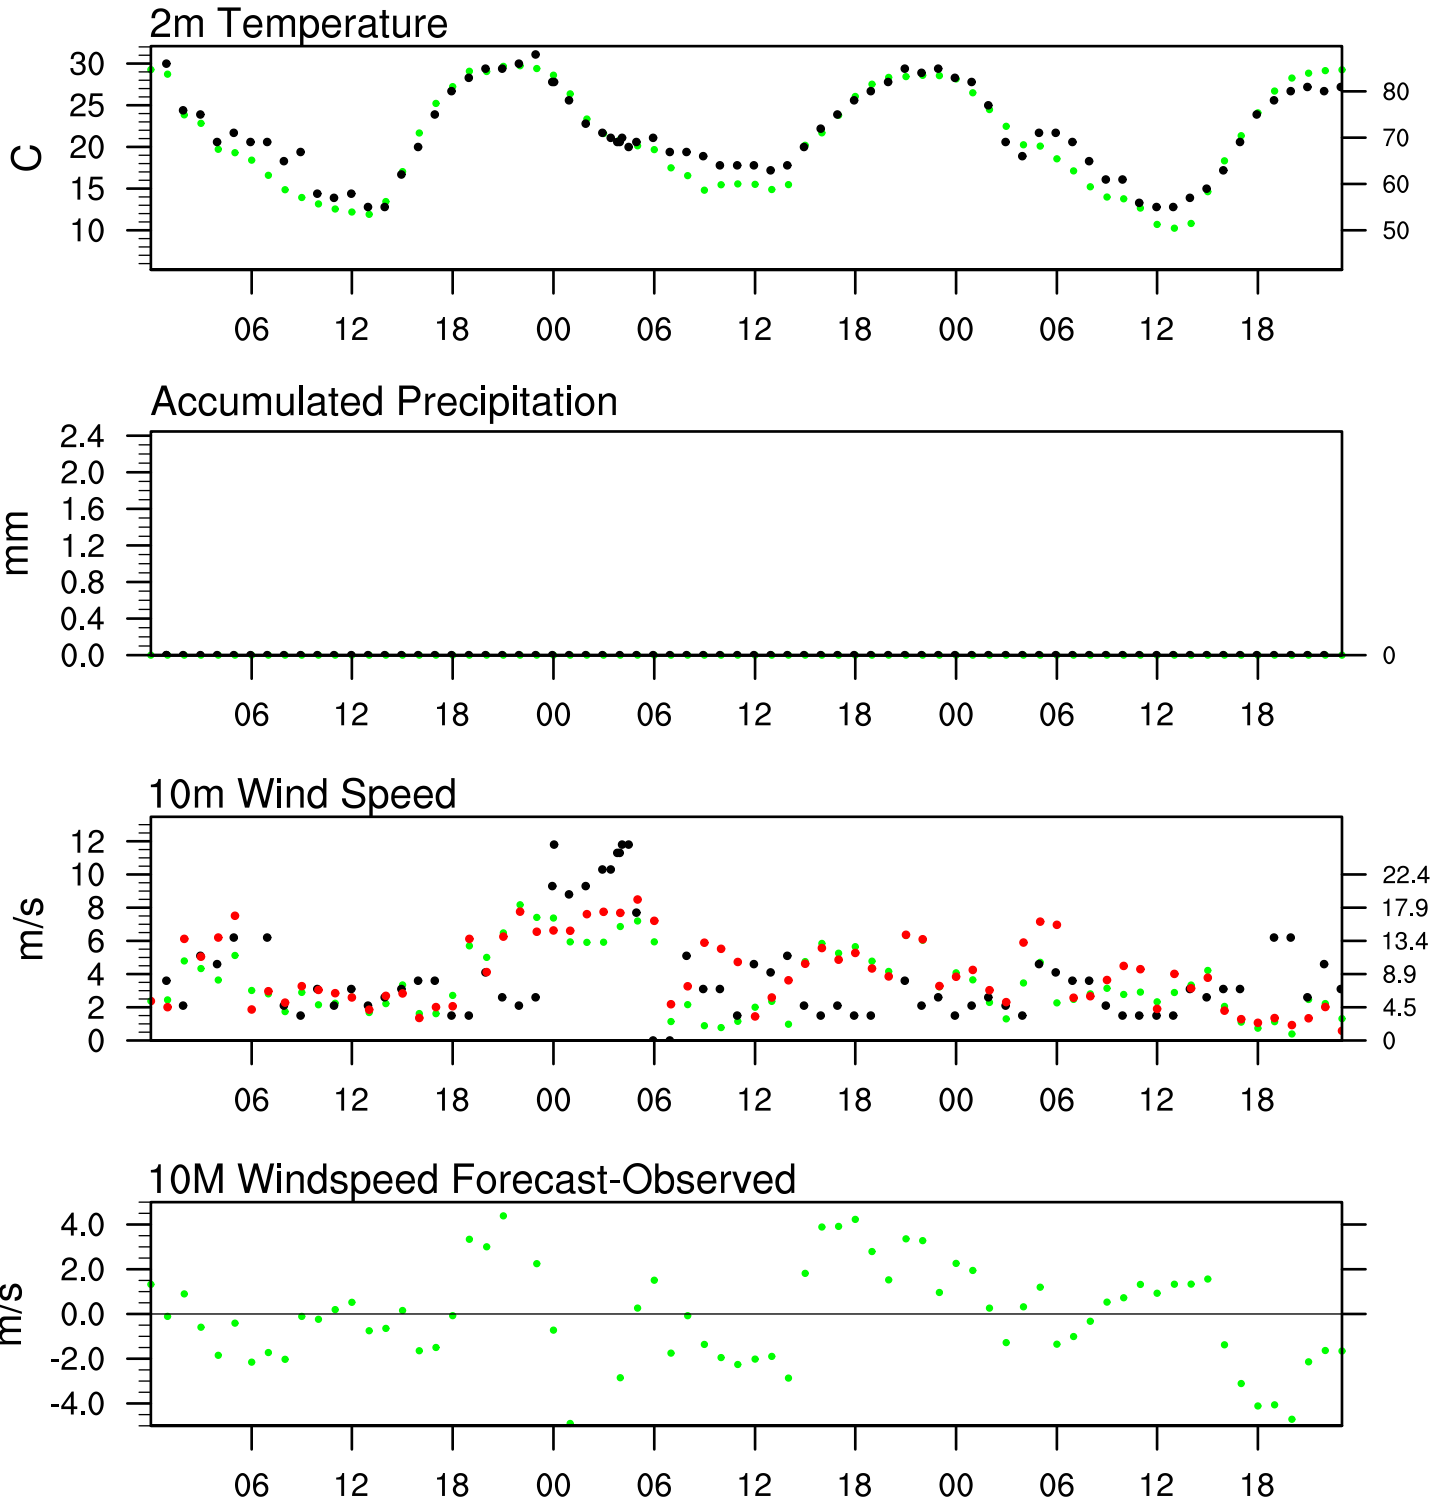 2m Temperature
30
25
20
15
10
C
80
70
60
50
06 12 18 00 06 12 18 00 06 12 18
Accumulated Precipitation
2.4
2.0
1.6
1.2
0.8
0.4
0.0
mm
0
06 12 18 00 06 12 18 00 06 12 18
10m Wind Speed
12
10
8
6
4
2
0
m/s
22.4
17.9
13.4
8.9
4.5
0
06 12 18 00 06 12 18 00 06 12 18
10M Windspeed Forecast-Observed
4.0
2.0
0.0
-2.0
-4.0
m/s
06 12 18 00 06 12 18 00 06 12 18